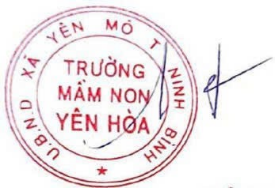 U.B.N.D XÃ YÊN MÔ T NINH BÌNH
TRƯỜNG
MẦM NON
YÊN HÒA